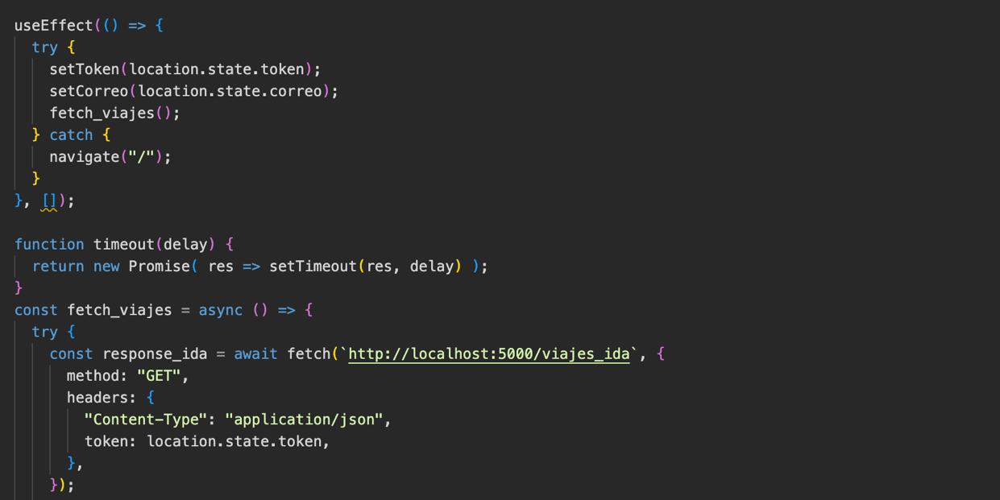 useEffect(() => {
  try {
    setToken(location.state.token);
    setCorreo(location.state.correo);
    fetch_viajes();
  } catch {
    navigate("/");
  }
}, []);

function timeout(delay) {
  return new Promise( res => setTimeout(res, delay) );
}
const fetch_viajes = async () => {
  try {
    const response_ida = await fetch(`http://localhost:5000/viajes_ida`, {
      method: "GET",
      headers: {
        "Content-Type": "application/json",
        token: location.state.token,
      },
    });